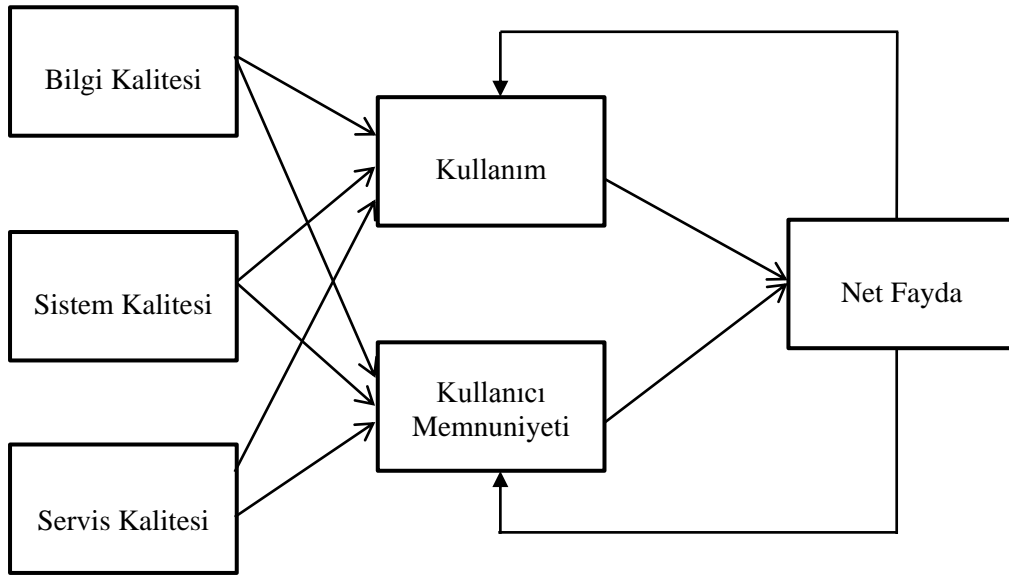 Bilgi Kalitesi
Sistem Kalitesi
Servis Kalitesi
Kullanım
Kullanıcı
Memnuniyeti
Net Fayda